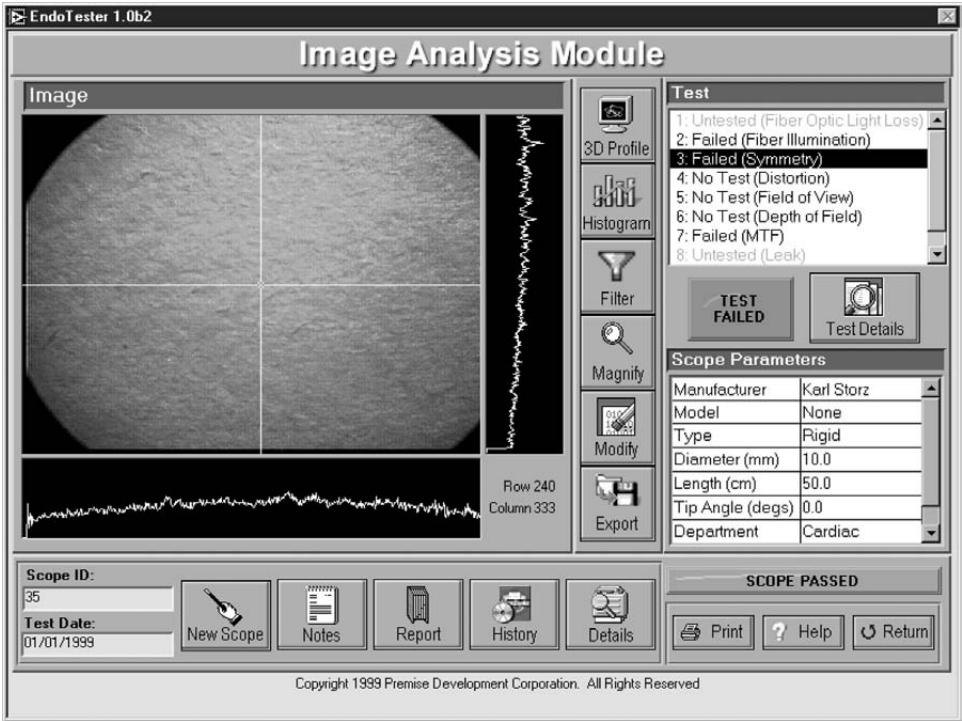 EndoTester 1.0b2
Image Analysis Module
Image
Row 240
Column 333
3D Profile
Histogram
Filter
Magnify
Modify
Export
Test
1: Untested (Fiber Optic Light Loss)
2: Failed (Fiber Illumination)
3: Failed (Symmetry)
4: No Test (Distortion)
5: No Test (Field of View)
6: No Test (Depth of Field)
7: Failed (MTF)
8: Untested (Leak)
TEST
FAILED
Test Details
Scope Parameters
Manufacturer Karl Storz
Model None
Type Rigid
Diameter (mm) 10.0
Length (cm) 50.0
Tip Angle (degs) 0.0
Department Cardiac
Scope ID:
35
Test Date:
01/01/1999
New Scope
Notes
Report
History
Details
SCOPE PASSED
Print
Help
Return
Copyright 1999 Premise Development Corporation. All Rights Reserved